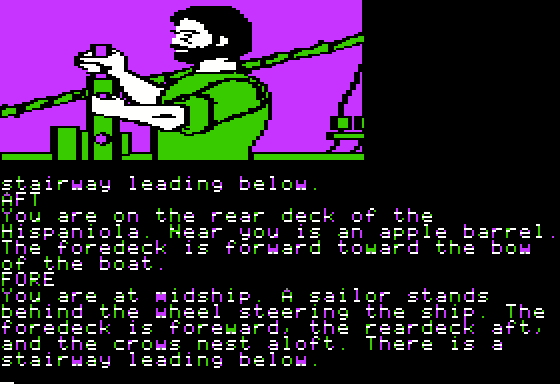 stairway leading below.
AFT
You are on the rear deck of the
Hispaniola. Near you is an apple barrel.
The foredeck is forward toward the bow
of the boat.
FORE
You are at midship. A sailor stands
behind the wheel steering the ship. The
foredeck is foreward, the reardeck aft,
and the crows nest aloft. There is a
stairway leading below.